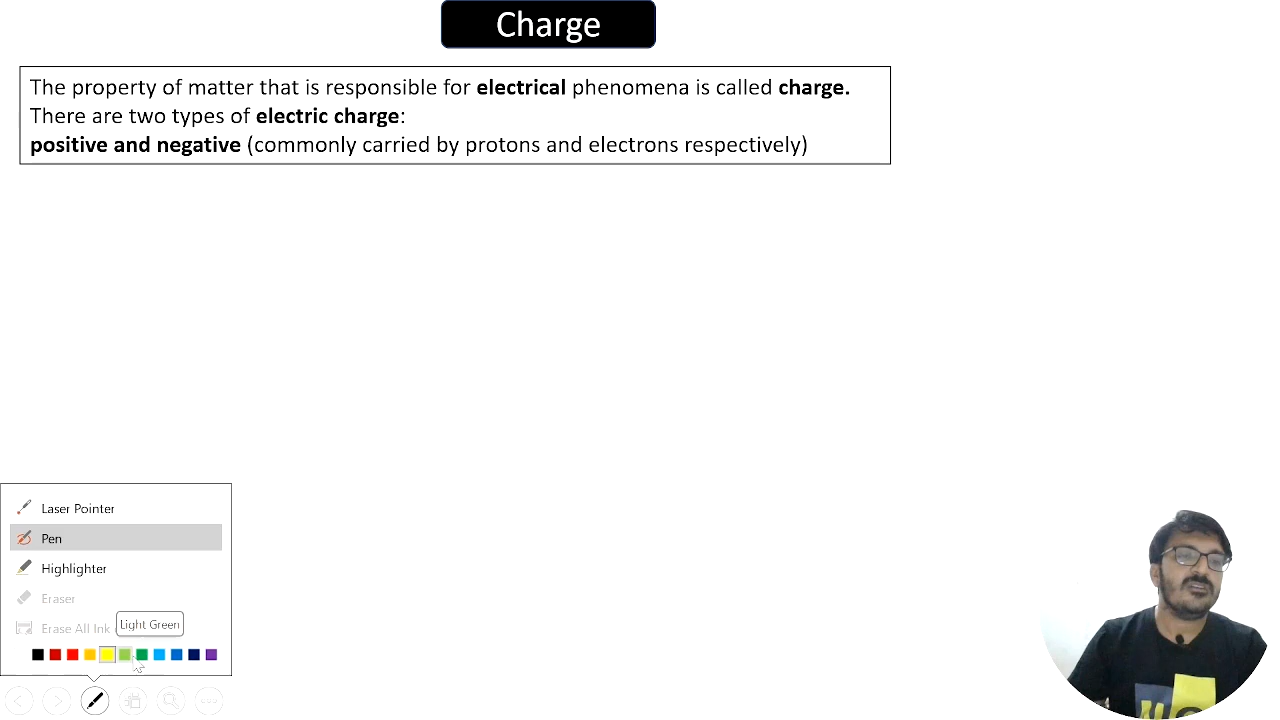 Charge
The property of matter that is responsible for electrical phenomena is called charge.
There are two types of electric charge:
positive and negative (commonly carried by protons and electrons respectively)
Laser Pointer
Pen
Highlighter
Eraser
Erase All Ink
Light Green